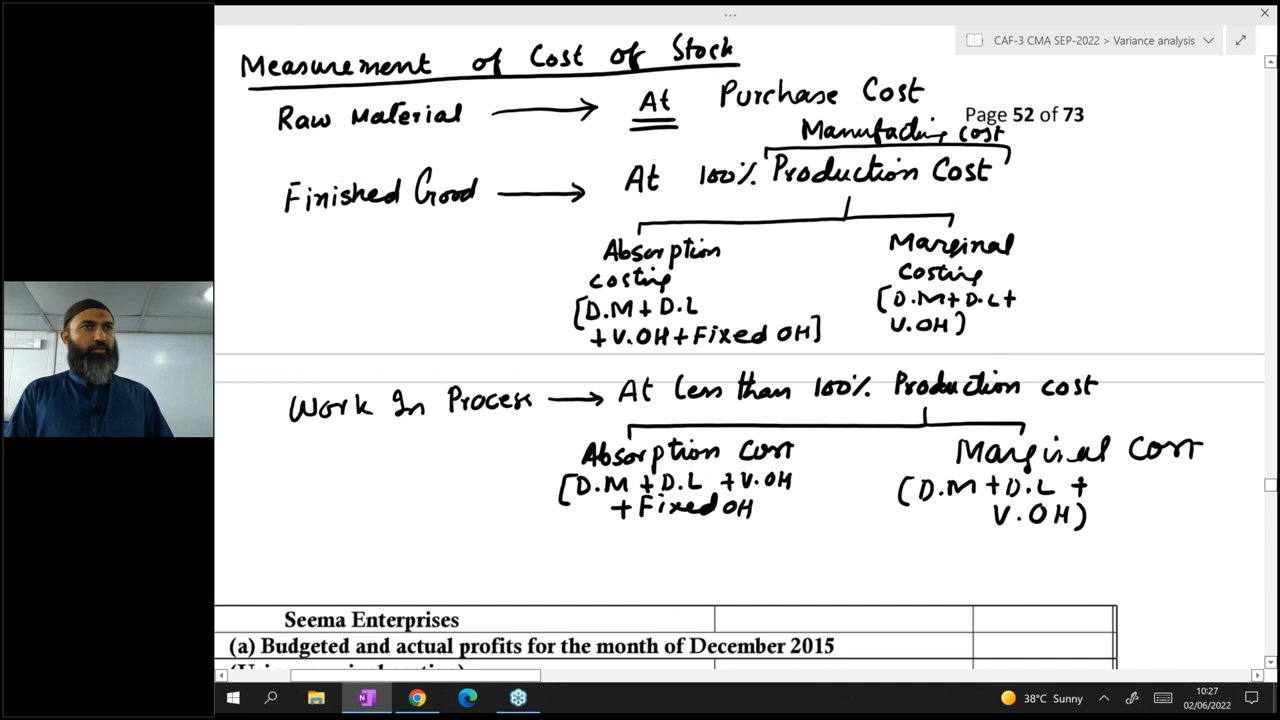 CAF-3 CMA SEP-2022 > Variance analysis
Measurement of Cost of Stock
Raw Material → At Purchase Cost
Page 52 of 73
Manufacting cost
Finished Good → At 100% Production Cost
Absorption costing
[D.M + D.L
+ V.OH + Fixed OH]
Marginal costing
(D.M + D.L +
V.OH)
Work In Process → At less than 100% Production cost
Absorption cost
[D.M + D.L + V.OH
+ Fixed OH
Marginal cost
(D.M + D.L +
V.OH)
Seema Enterprises
(a) Budgeted and actual profits for the month of December 2015
38°C Sunny
10:27
02/06/2022